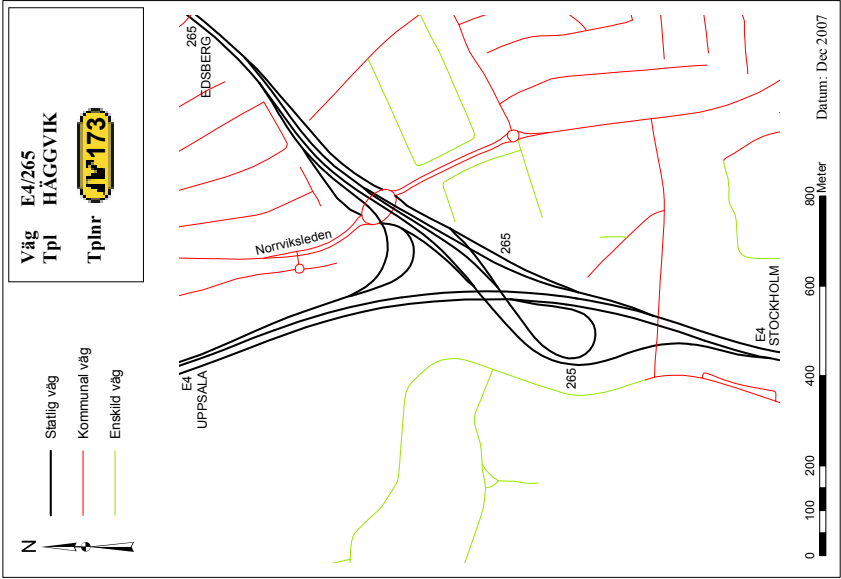 Väg E4/265
Tpl HÄGGVIK
Tplnr 173
N
Statlig väg
Kommunal väg
Enskild väg
265
EDSBERG
Norrviksleden
265
E4
UPPSALA
265
E4
STOCKHOLM
0 100 200 400 600 800 Meter
Datum: Dec 2007